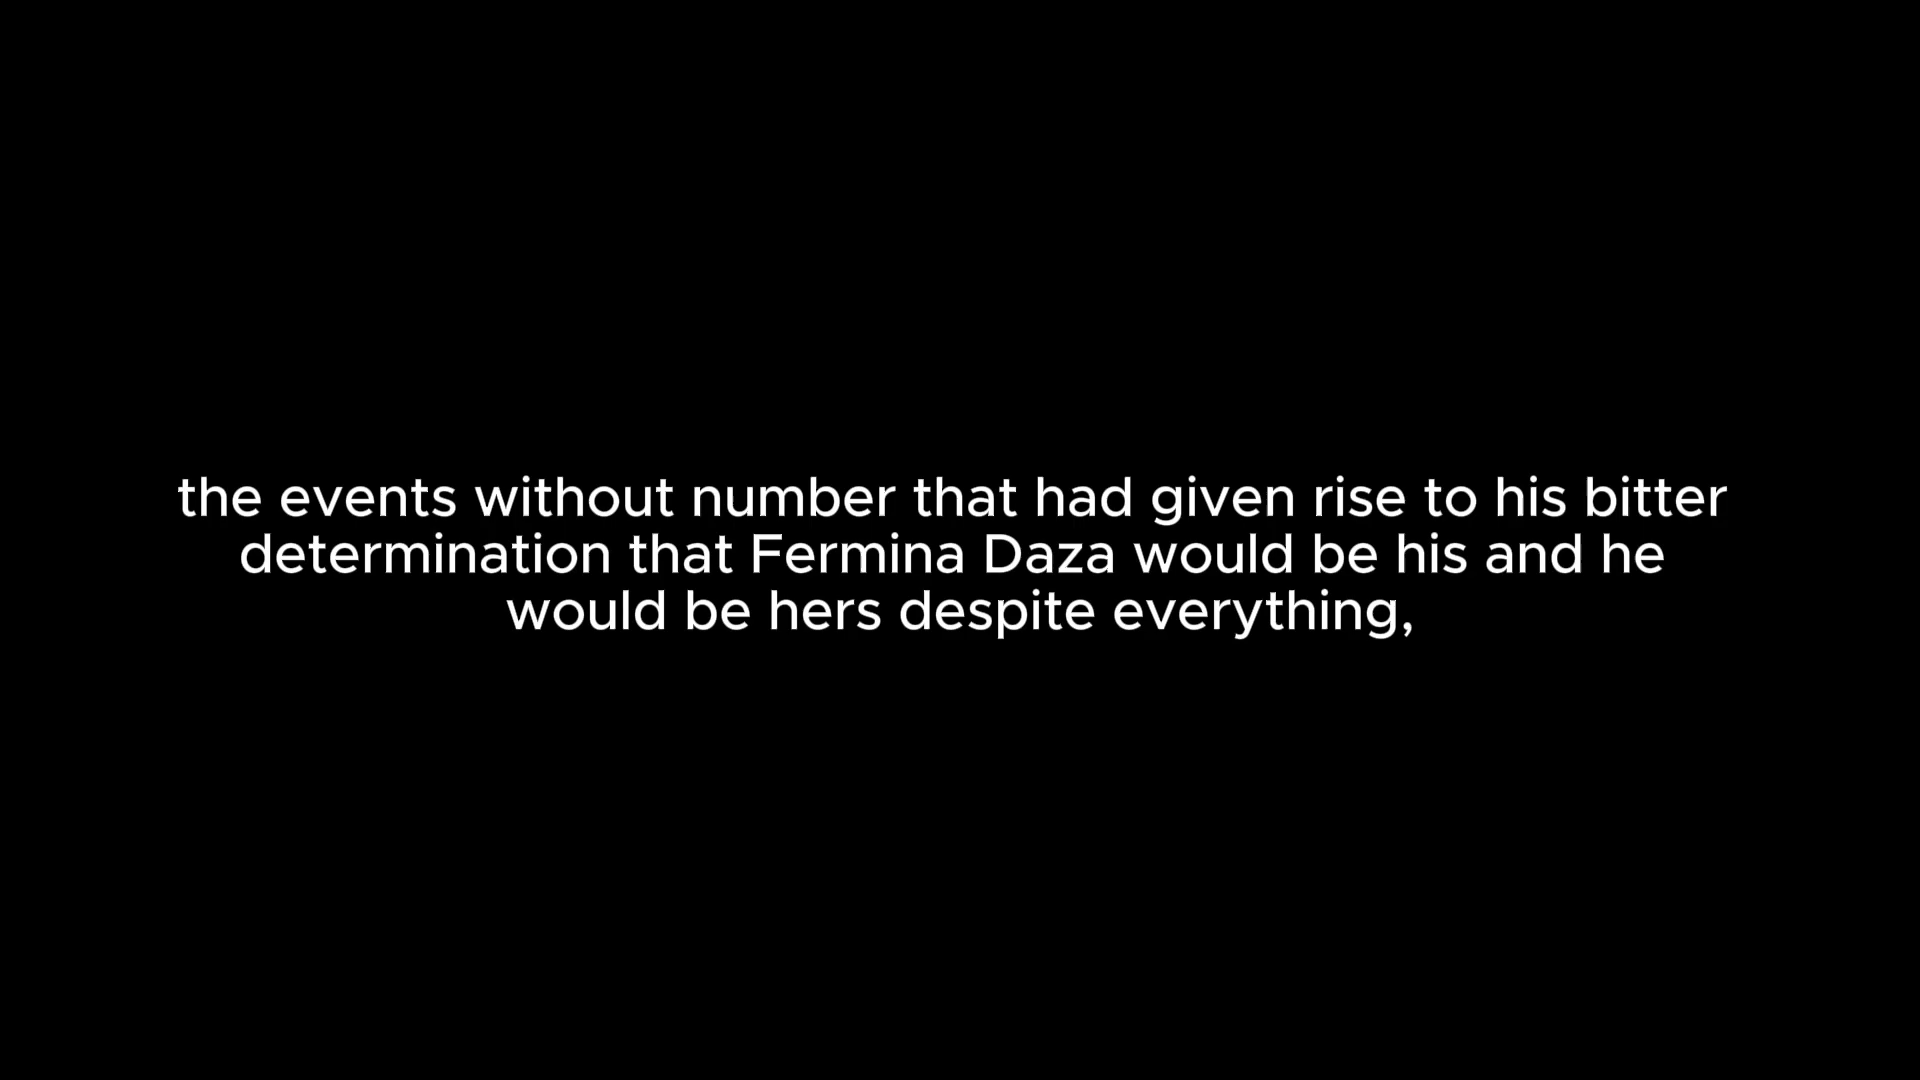 the events without number that had given rise to his bitter
determination that Fermina Daza would be his and he
would be hers despite everything,